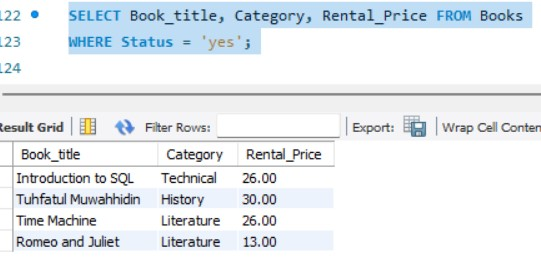 122 SELECT Book_title, Category, Rental_Price FROM Books
123 WHERE Status = 'yes';
124
Result Grid Filter Rows: Export: Wrap Cell Conten
Book_title Category Rental_Price
Introduction to SQL Technical 26.00
Tuhfatul Muwahhidin History 30.00
Time Machine Literature 26.00
Romeo and Juliet Literature 13.00